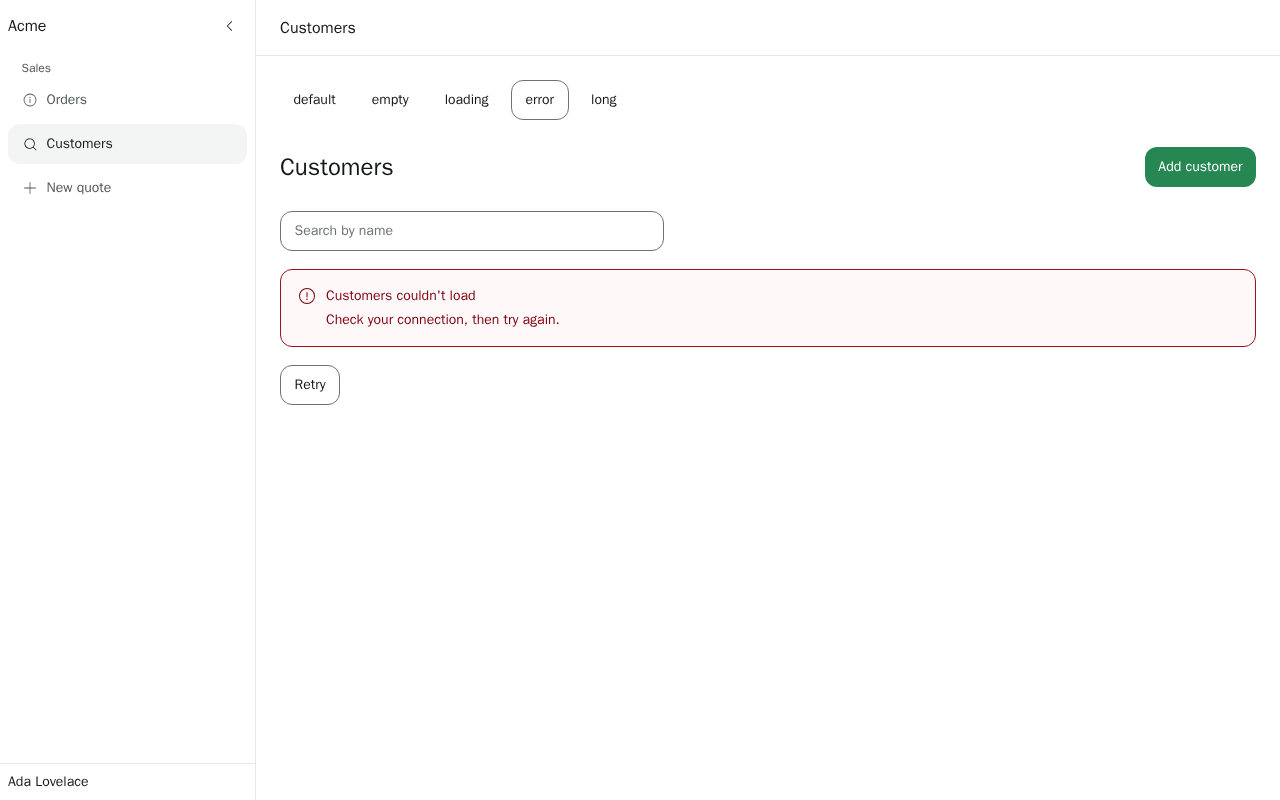 Acme
Sales
Orders
Customers
New quote
Ada Lovelace
Customers
default empty loading error long
Customers
Add customer
Search by name
Customers couldn't load
Check your connection, then try again.
Retry